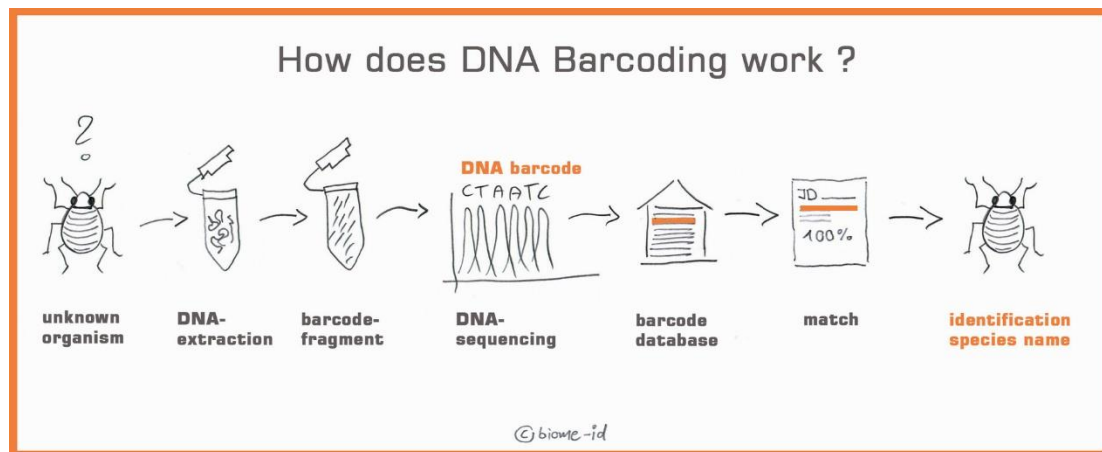 How does DNA Barcoding work ?
?
DNA barcode
CTAATC
JD
100%
unknown
organism
DNA-
extraction
barcode-
fragment
DNA-
sequencing
barcode
database
match
identification
species name
© biome-id